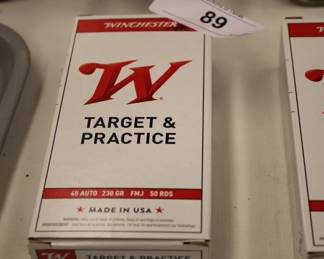 89
WINCHESTER
W
TARGET &
PRACTICE
45 AUTO 230 GR FMJ 50 RDS
★ MADE IN USA ★
W TARGET & PRACTICE